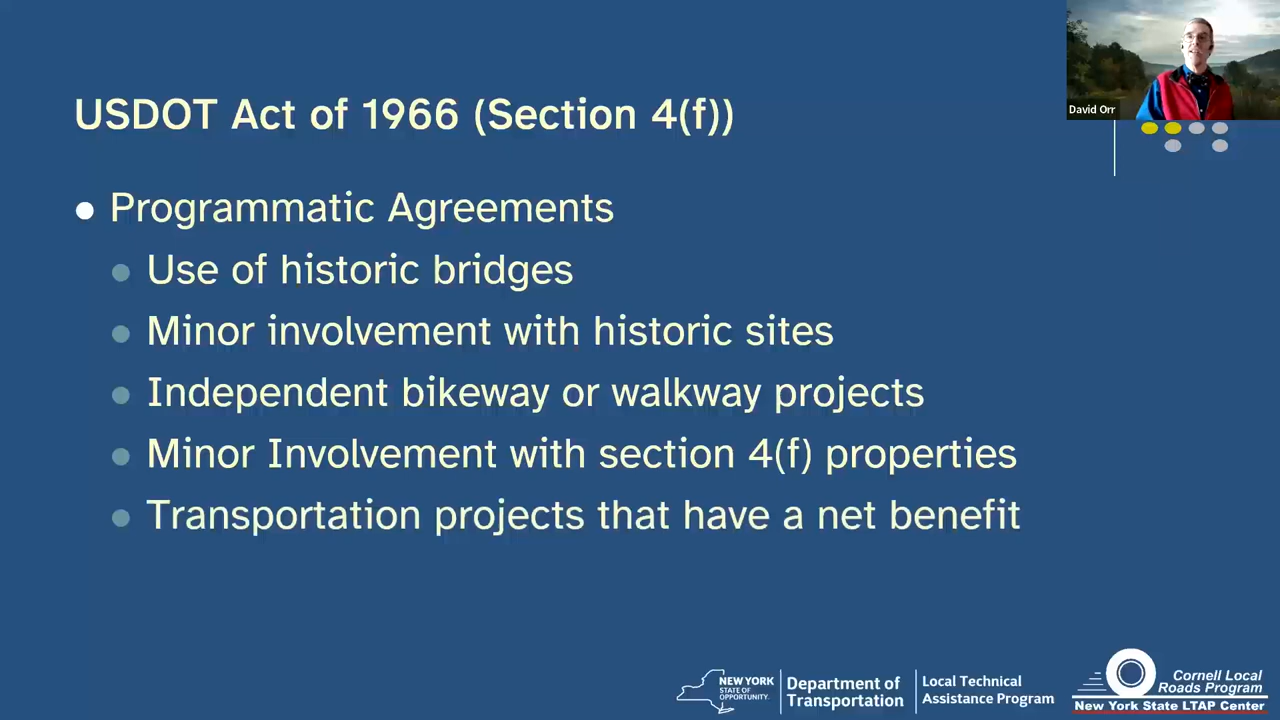 David Orr
USDOT Act of 1966 (Section 4(f))
Programmatic Agreements
Use of historic bridges
Minor involvement with historic sites
Independent bikeway or walkway projects
Minor Involvement with section 4(f) properties
Transportation projects that have a net benefit
NEW YORK
STATE OF
OPPORTUNITY.
Department of
Transportation
Local Technical
Assistance Program
Cornell Local
Roads Program
New York State LTAP Center